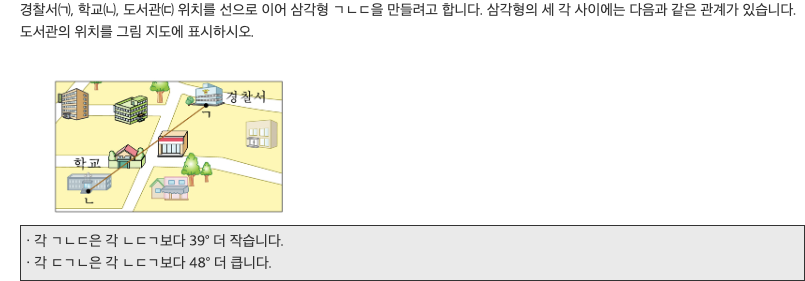 경찰서(ㄱ), 학교(ㄴ), 도서관(ㄷ) 위치를 선으로 이어 삼각형 ㄱㄴㄷ을 만들려고 합니다. 삼각형의 세 각 사이에는 다음과 같은 관계가 있습니다.
도서관의 위치를 그림 지도에 표시하시오.
경찰서
ㄱ
학교
ㄴ
· 각 ㄱㄴㄷ은 각 ㄴㄷㄱ보다 39° 더 작습니다.
· 각 ㄷㄱㄴ은 각 ㄴㄷㄱ보다 48° 더 큽니다.